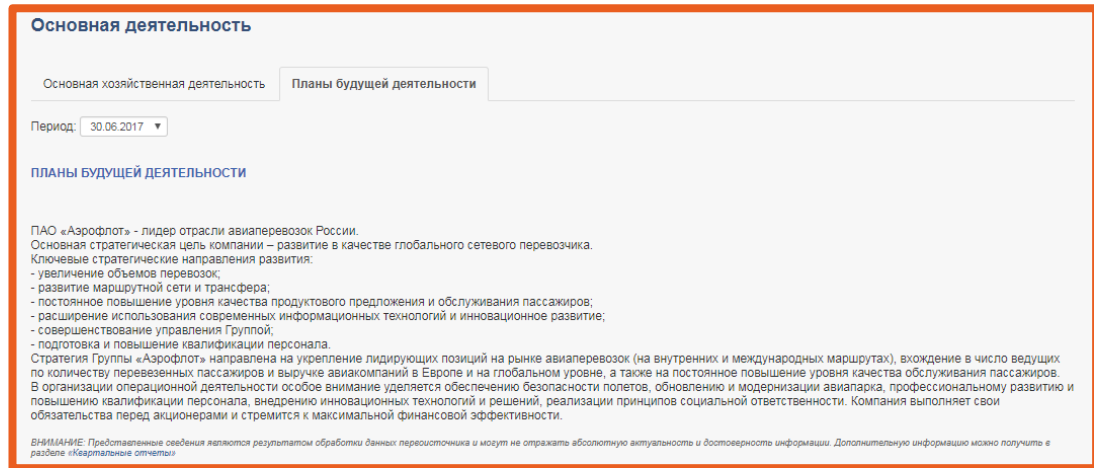 Основная деятельность
Основная хозяйственная деятельность Планы будущей деятельности
Период: 30.06.2017
ПЛАНЫ БУДУЩЕЙ ДЕЯТЕЛЬНОСТИ
ПАО «Аэрофлот» - лидер отрасли авиаперевозок России.
Основная стратегическая цель компании – развитие в качестве глобального сетевого перевозчика.
Ключевые стратегические направления развития:
- увеличение объемов перевозок;
- развитие маршрутной сети и трансфера;
- постоянное повышение уровня качества продуктового предложения и обслуживания пассажиров;
- расширение использования современных информационных технологий и инновационное развитие;
- совершенствование управления Группой;
- подготовка и повышение квалификации персонала.
Стратегия Группы «Аэрофлот» направлена на укрепление лидирующих позиций на рынке авиаперевозок (на внутренних и международных маршрутах), вхождение в число ведущих
по количеству перевезенных пассажиров и выручке авиакомпаний в Европе и на глобальном уровне, а также на постоянное повышение уровня качества обслуживания пассажиров.
В организации операционной деятельности особое внимание уделяется обеспечению безопасности полетов, обновлению и модернизации авиапарка, профессиональному развитию и
повышению квалификации персонала, внедрению инновационных технологий и решений, реализации принципов социальной ответственности. Компания выполняет свои
обязательства перед акционерами и стремится к максимальной финансовой эффективности.
ВНИМАНИЕ: Представленные сведения являются результатом обработки данных первоисточника и могут не отражать абсолютную актуальность и достоверность информации. Дополнительную информацию можно получить в
разделе «Квартальные отчеты»